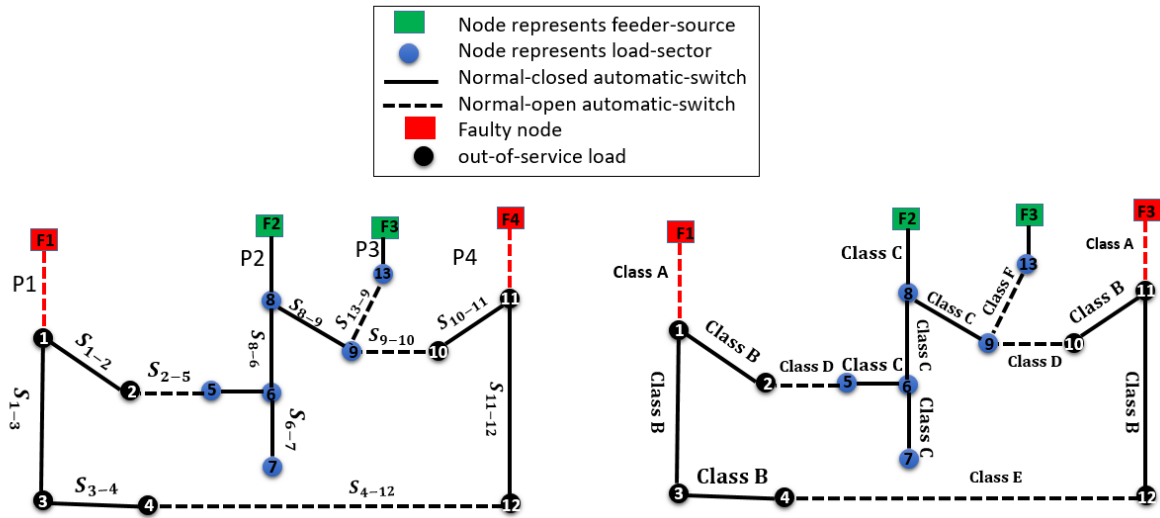 Node represents feeder-source
Node represents load-sector
Normal-closed automatic-switch
Normal-open automatic-switch
Faulty node
out-of-service load
F1
F2
F3
F4
P1
P2
P3
P4
1
2
3
4
5
6
7
8
9
10
11
12
13
S1−2
S1−3
S2−5
S3−4
S4−12
S8−6
S6−7
S8−9
S13−9
S9−10
S10−11
S11−12
F1
F2
F3
F3
Class A
Class B
Class B
Class B
Class D
Class C
Class C
Class C
Class C
Class C
Class F
Class D
Class B
Class A
Class B
Class E
1
2
3
4
5
6
7
8
9
10
11
12
13